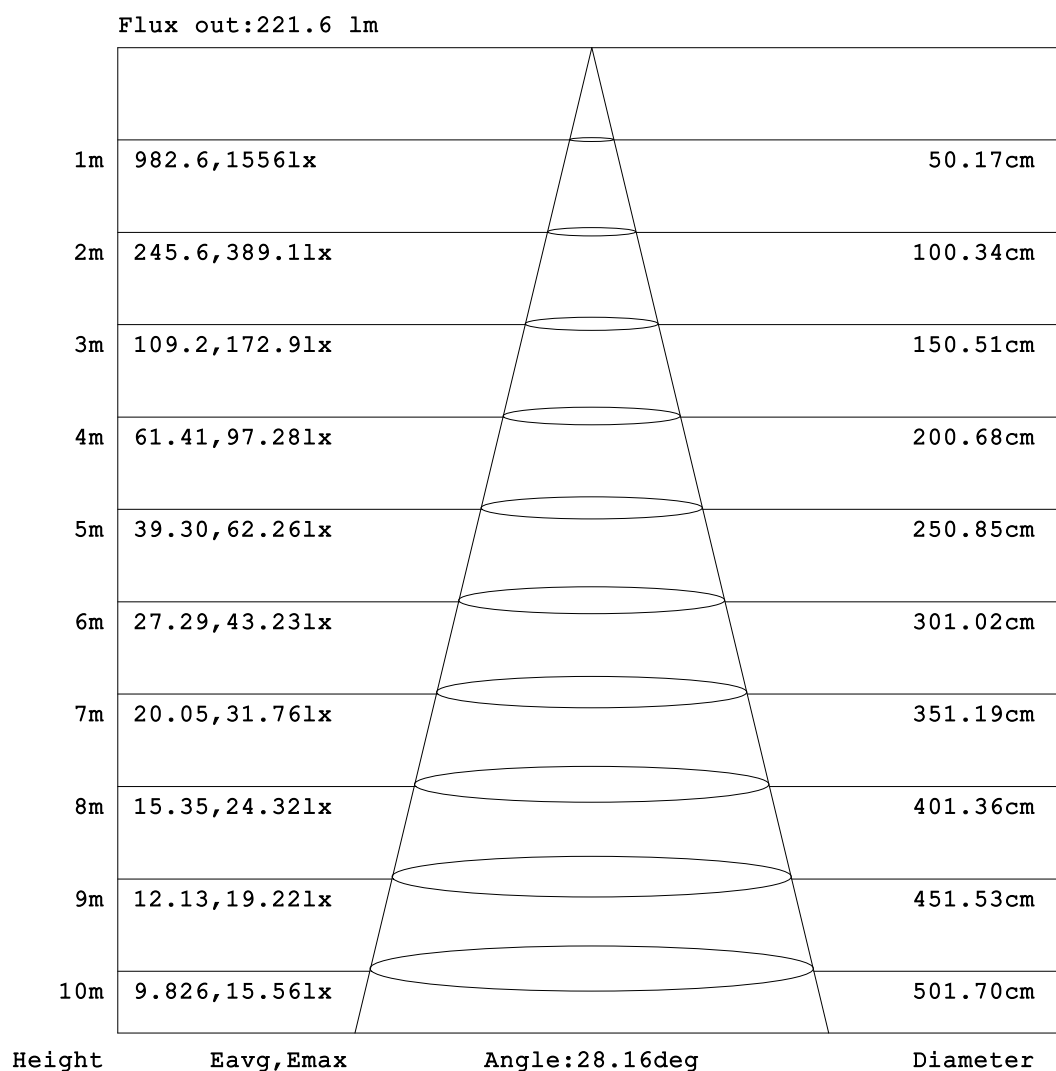 Flux out:221.6 lm
1m 982.6,1556lx 50.17cm
2m 245.6,389.1lx 100.34cm
3m 109.2,172.9lx 150.51cm
4m 61.41,97.28lx 200.68cm
5m 39.30,62.26lx 250.85cm
6m 27.29,43.23lx 301.02cm
7m 20.05,31.76lx 351.19cm
8m 15.35,24.32lx 401.36cm
9m 12.13,19.22lx 451.53cm
10m 9.826,15.56lx 501.70cm
Height Eavg,Emax Angle:28.16deg Diameter